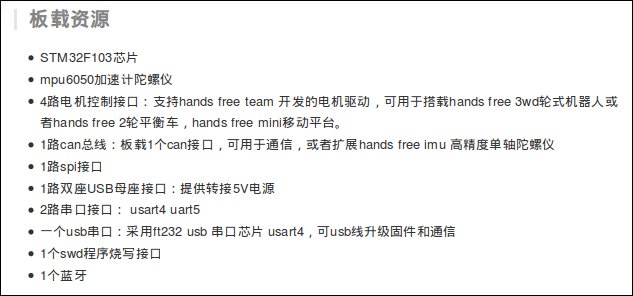 板载资源
STM32F103芯片
mpu6050加速计陀螺仪
4路电机控制接口：支持hands free team 开发的电机驱动，可用于搭载hands free 3wd轮式机器人或
者hands free 2轮平衡车，hands free mini移动平台。
1路can总线：板载1个can接口，可用于通信，或者扩展hands free imu 高精度单轴陀螺仪
1路spi接口
1路双座USB母座接口：提供转接5V电源
2路串口接口： usart4 uart5
一个usb串口：采用ft232 usb 串口芯片 usart4，可usb线升级固件和通信
1个swd程序烧写接口
1个蓝牙